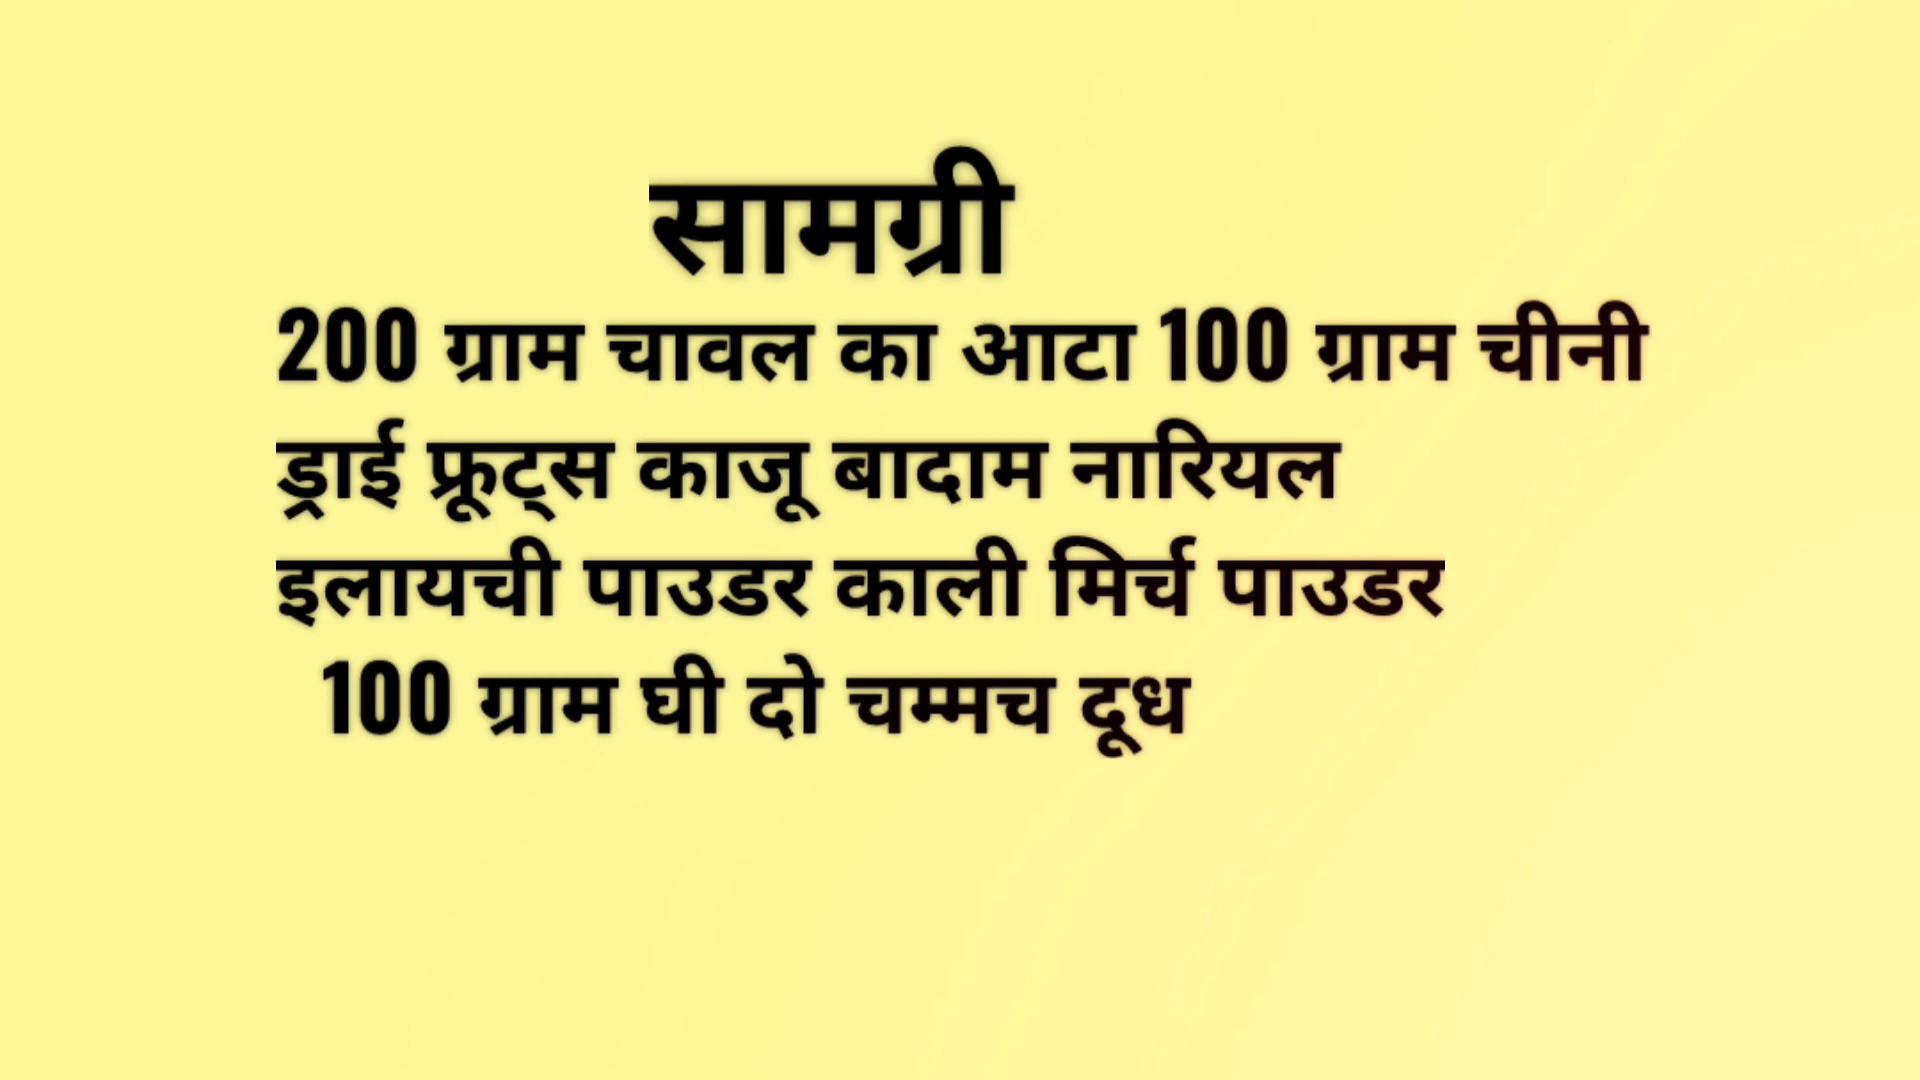 सामग्री
200 ग्राम चावल का आटा 100 ग्राम चीनी
ड्राई फ्रूट्स काजू बादाम नारियल
इलायची पाउडर काली मिर्च पाउडर
100 ग्राम घी दो चम्मच दूध